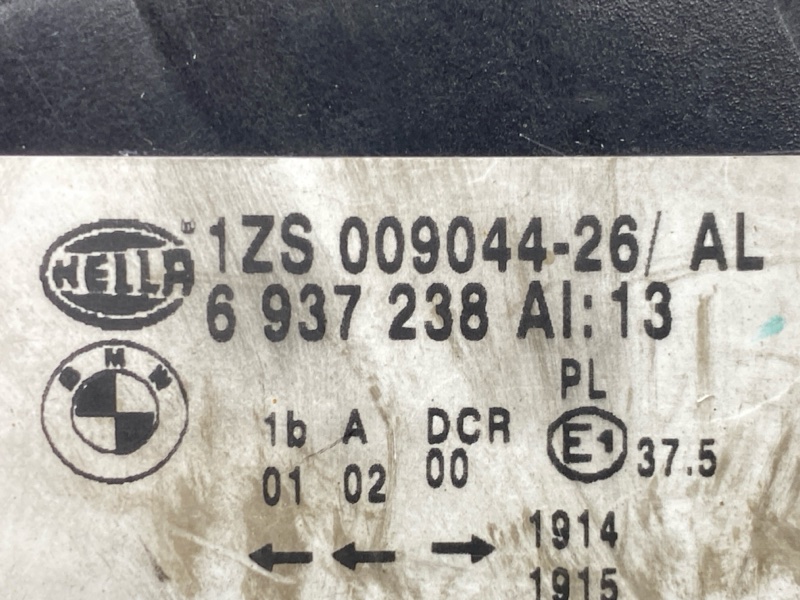 HELLA
1ZS 009044-26/ AL
6 937 238 AI:13
BMW
PL
1b A DCR E1 37.5
01 02 00
1914
1915